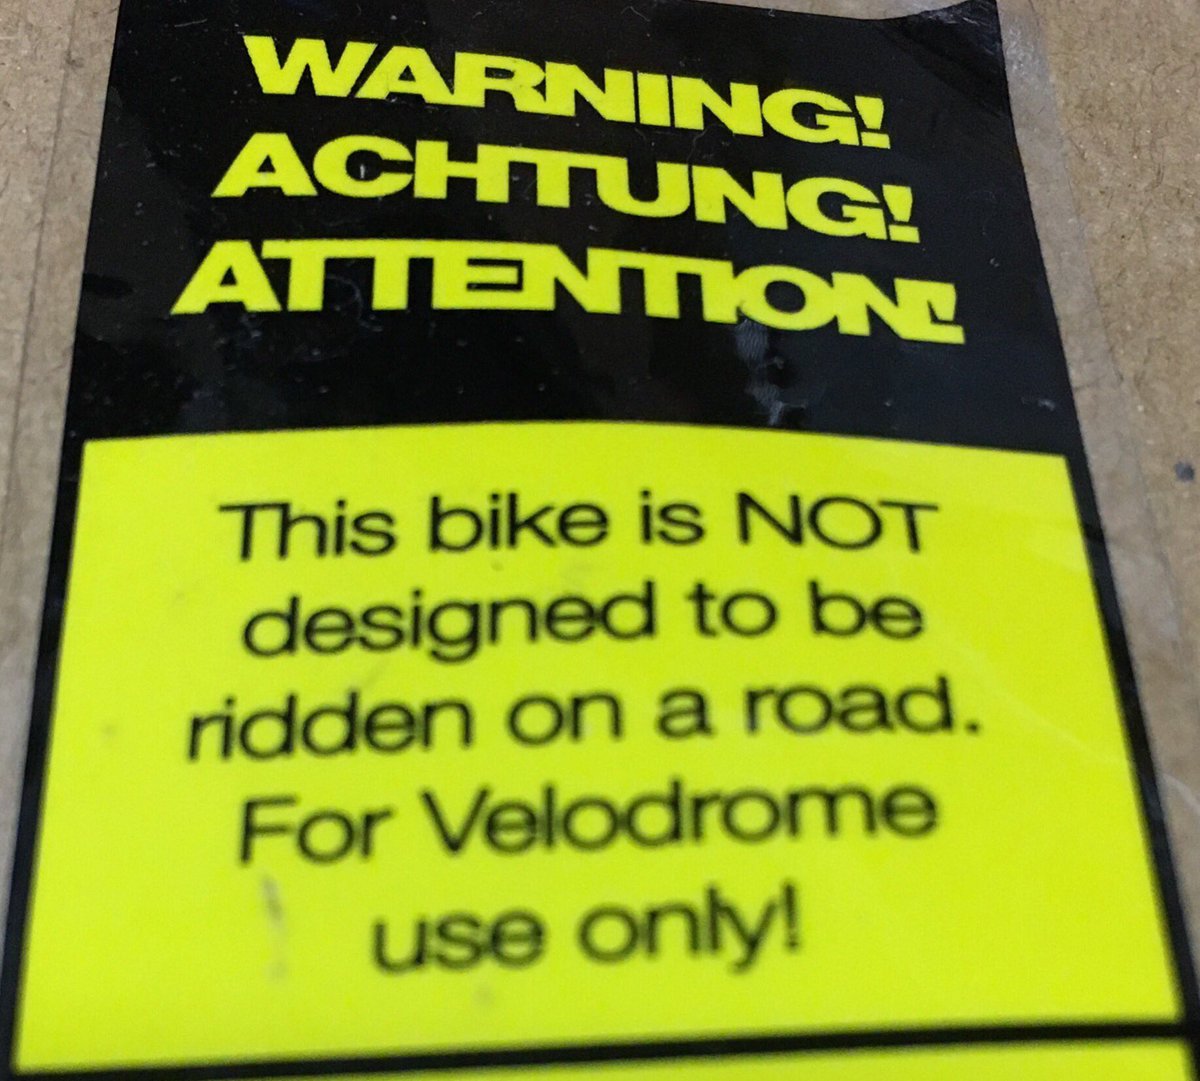 WARNING!
ACHTUNG!
ATTENTION!
This bike is NOT
designed to be
ridden on a road.
For Velodrome
use only!